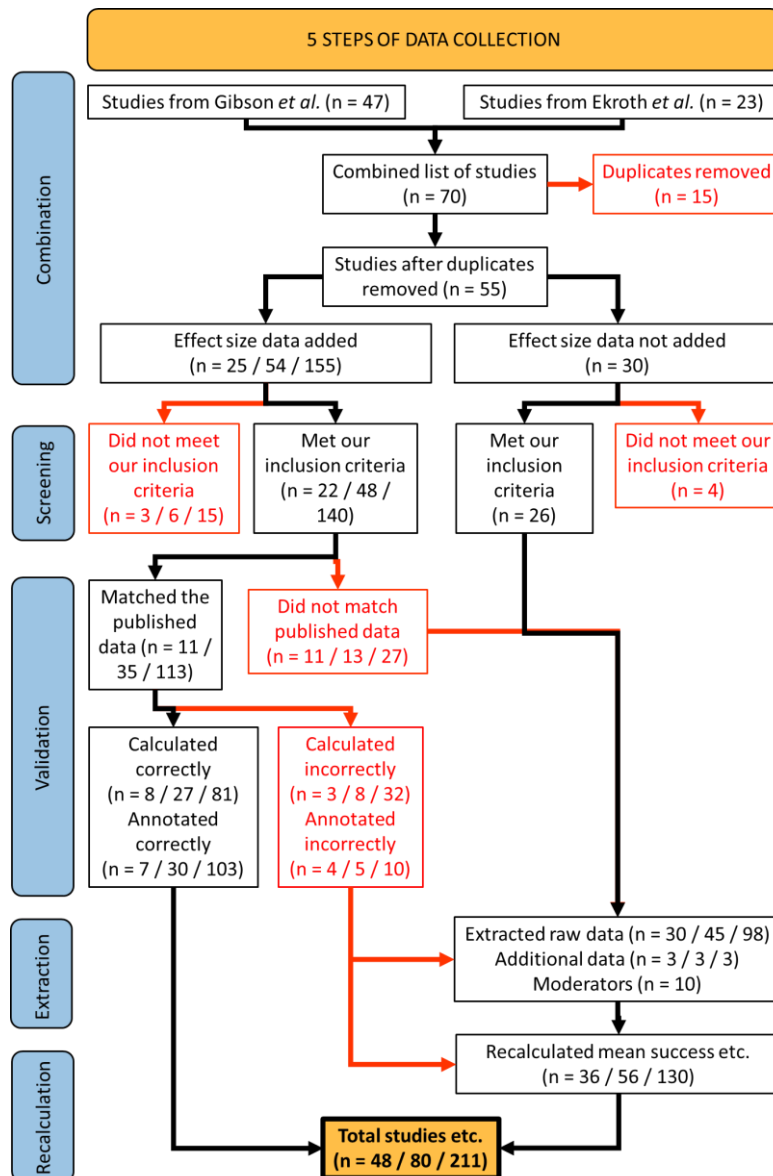 5 STEPS OF DATA COLLECTION
Combination
Studies from Gibson et al. (n = 47)
Studies from Ekroth et al. (n = 23)
Combined list of studies
(n = 70)
Duplicates removed
(n = 15)
Studies after duplicates
removed (n = 55)
Effect size data added
(n = 25 / 54 / 155)
Effect size data not added
(n = 30)
Screening
Did not meet
our inclusion
criteria
(n = 3 / 6 / 15)
Met our
inclusion criteria
(n = 22 / 48 /
140)
Met our
inclusion
criteria
(n = 26)
Did not meet our
inclusion criteria
(n = 4)
Validation
Matched the
published
data (n = 11 /
35 / 113)
Did not match
published data
(n = 11 / 13 / 27)
Calculated
correctly
(n = 8 / 27 / 81)
Annotated
correctly
(n = 7 / 30 / 103)
Calculated
incorrectly
(n = 3 / 8 / 32)
Annotated
incorrectly
(n = 4 / 5 / 10)
Extraction
Extracted raw data (n = 30 / 45 / 98)
Additional data (n = 3 / 3 / 3)
Moderators (n = 10)
Recalculation
Recalculated mean success etc.
(n = 36 / 56 / 130)
Total studies etc.
(n = 48 / 80 / 211)